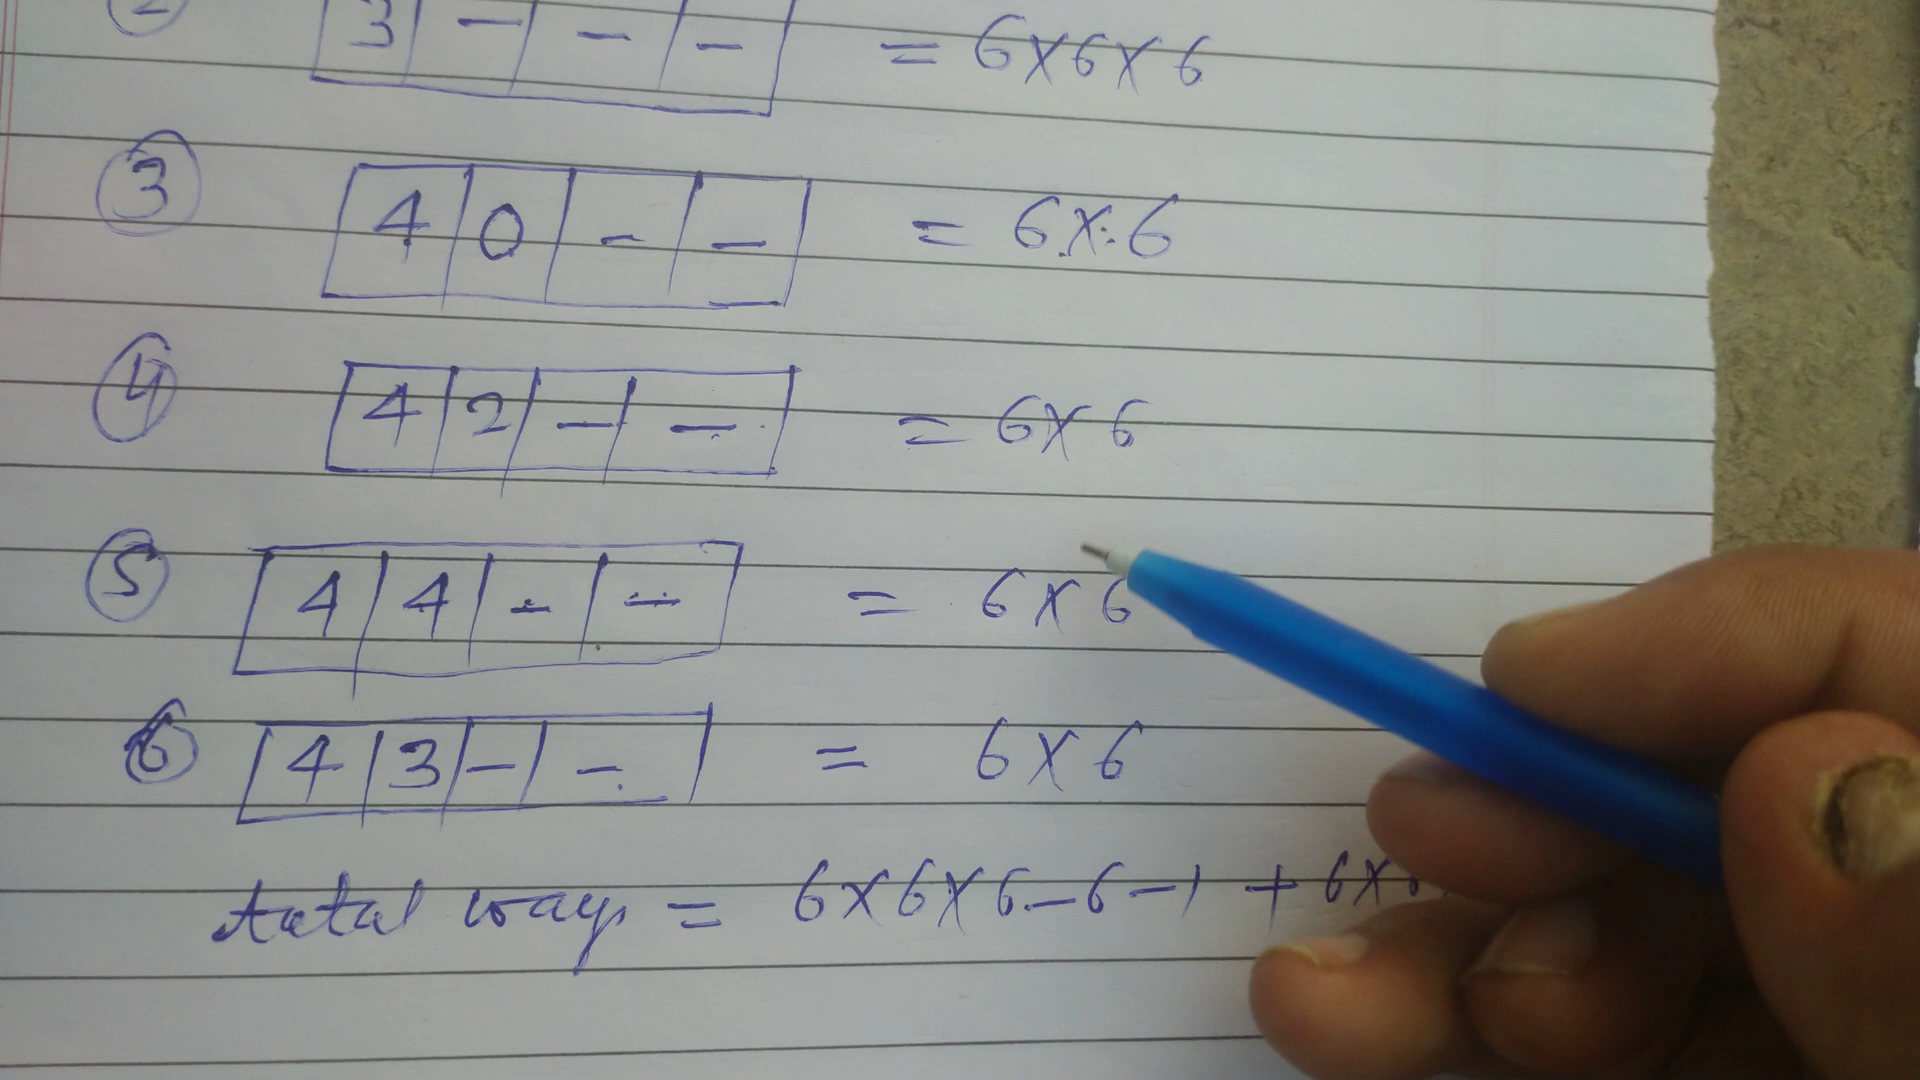 2 3 - - - = 6×6×6
3 4 0 - - = 6×6
4 4 2 - - = 6×6
5 4 4 - - = 6×6
6 4 3 - - = 6×6
total ways = 6×6×6-6-1 + 6×